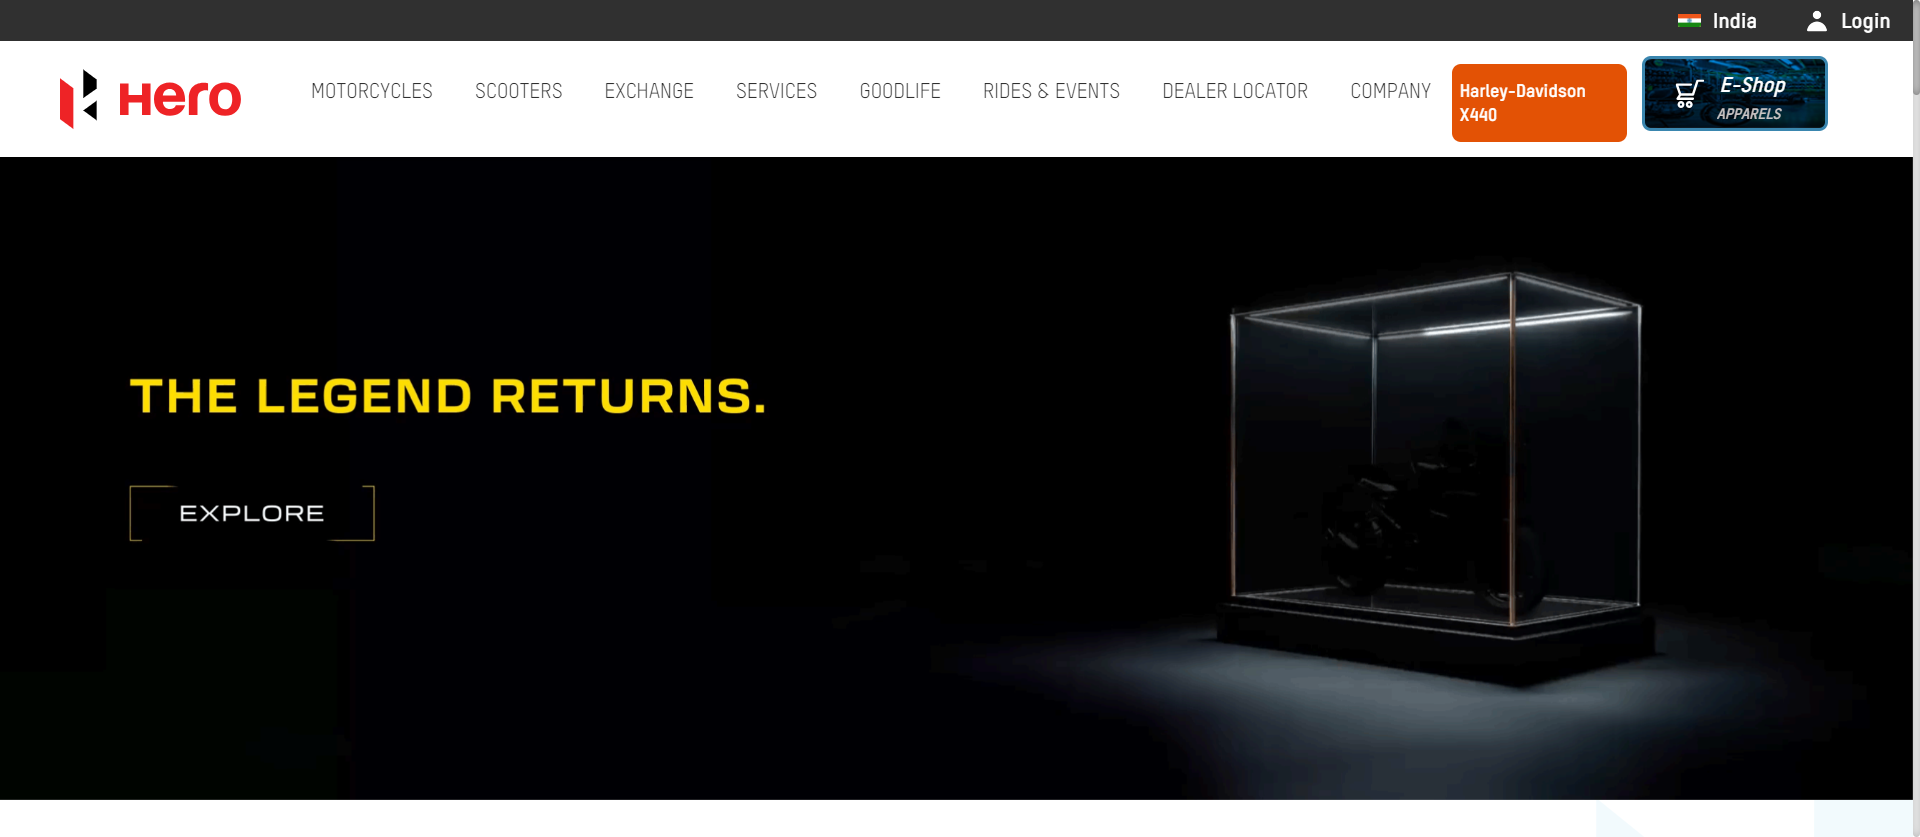 India
Login
Hero
MOTORCYCLES
SCOOTERS
EXCHANGE
SERVICES
GOODLIFE
RIDES & EVENTS
DEALER LOCATOR
COMPANY
Harley-Davidson
X440
E-Shop
APPARELS
THE LEGEND RETURNS.
EXPLORE